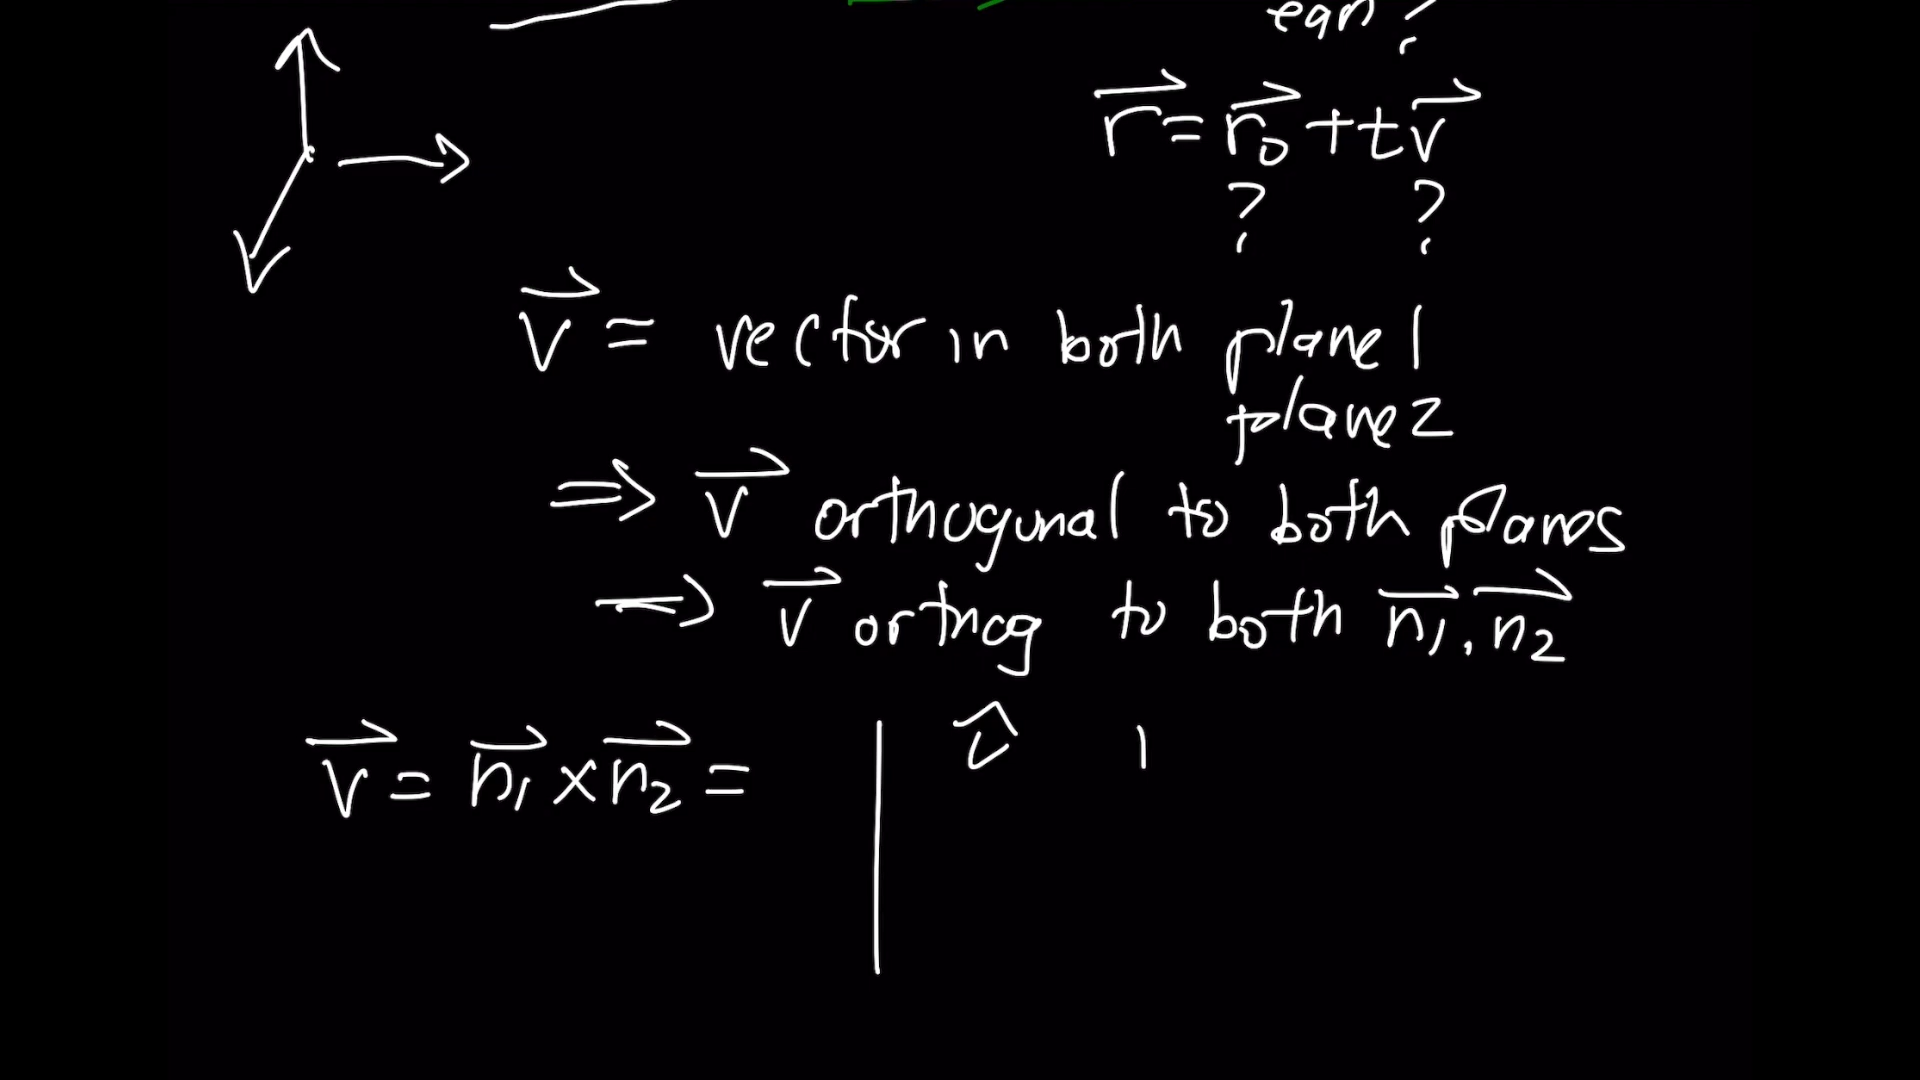 eqn?
r⃗ = r⃗₀ + t v⃗
? ?
v⃗ = vector in both plane 1
plane 2
⇒ v⃗ orthogonal to both planes
⇒ v⃗ orthog to both n⃗₁, n⃗₂
v⃗ = n⃗₁ × n⃗₂ = | î